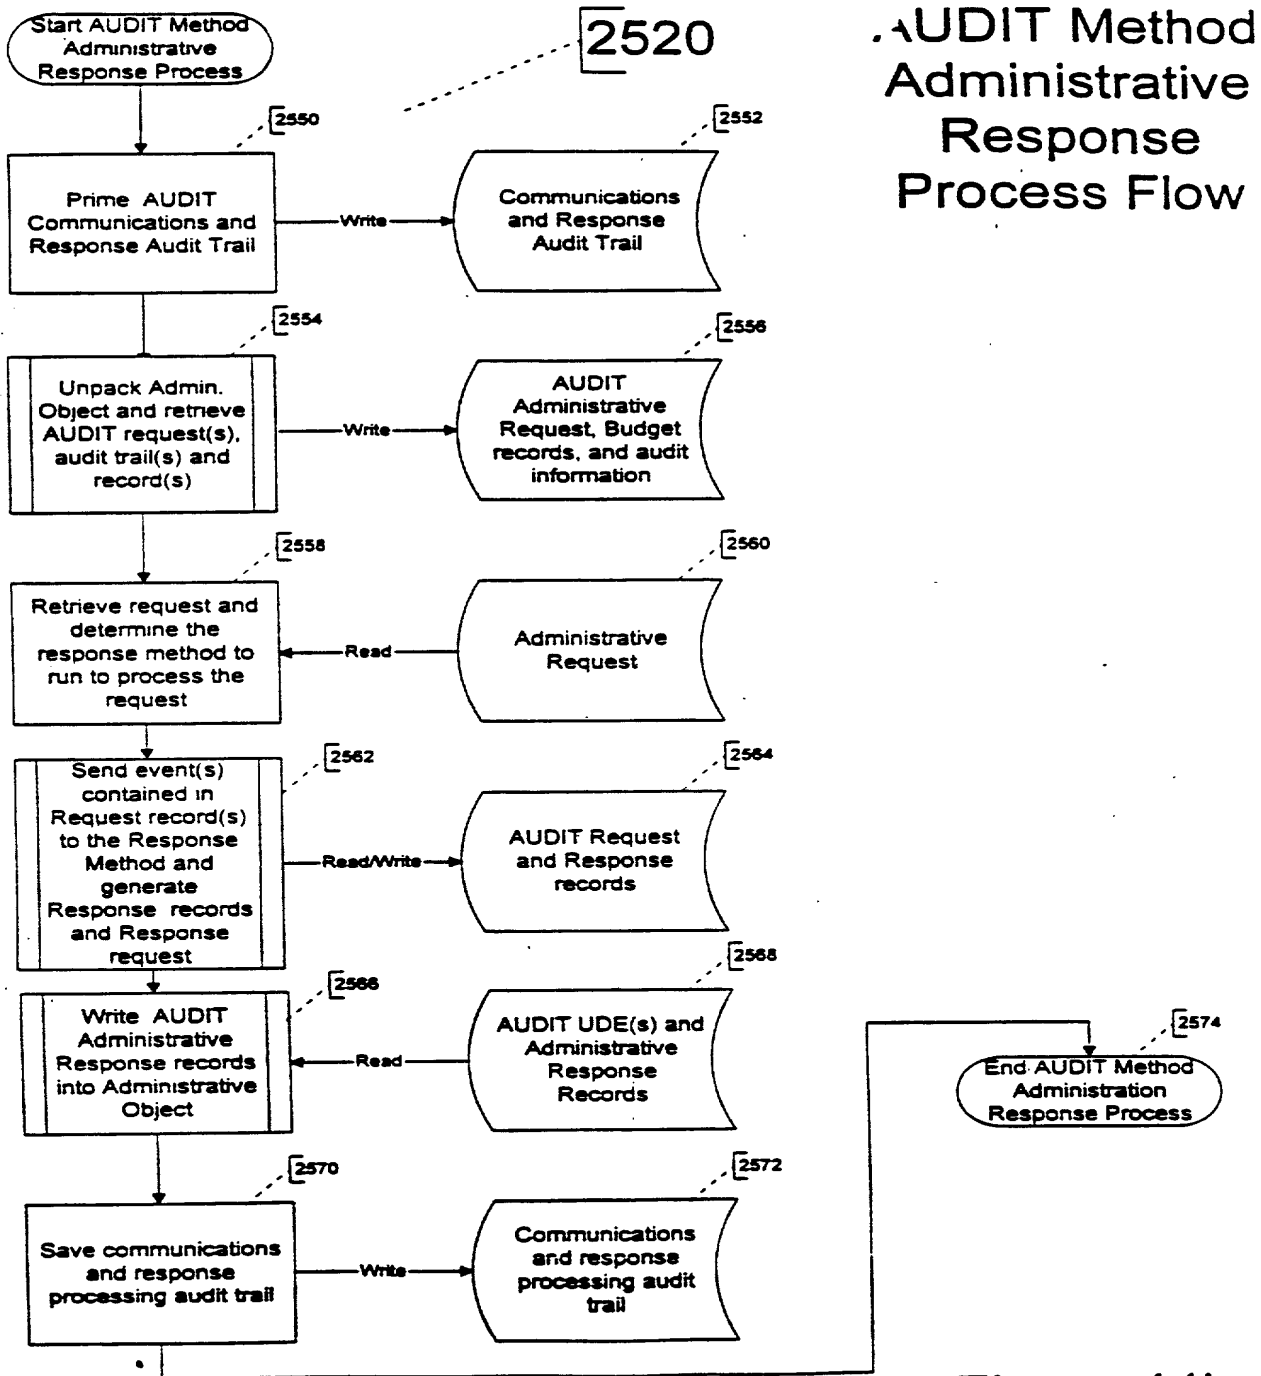 Start AUDIT Method
Administrative
Response Process
2520
AUDIT Method
Administrative
Response
Process Flow
2550
Prime AUDIT
Communications and
Response Audit Trail
Write
2552
Communications
and Response
Audit Trail
2554
Unpack Admin.
Object and retrieve
AUDIT request(s),
audit trail(s) and
record(s)
Write
2556
AUDIT
Administrative
Request, Budget
records, and audit
information
2558
Retrieve request and
determine the
response method to
run to process the
request
Read
2560
Administrative
Request
2562
Send event(s)
contained in
Request record(s)
to the Response
Method and
generate
Response records
and Response
request
Read/Write
2564
AUDIT Request
and Response
records
2566
Write AUDIT
Administrative
Response records
into Administrative
Object
Read
2568
AUDIT UDE(s) and
Administrative
Response
Records
2570
Save communications
and response
processing audit trail
Write
2572
Communications
and response
processing audit
trail
2574
End AUDIT Method
Administration
Response Process